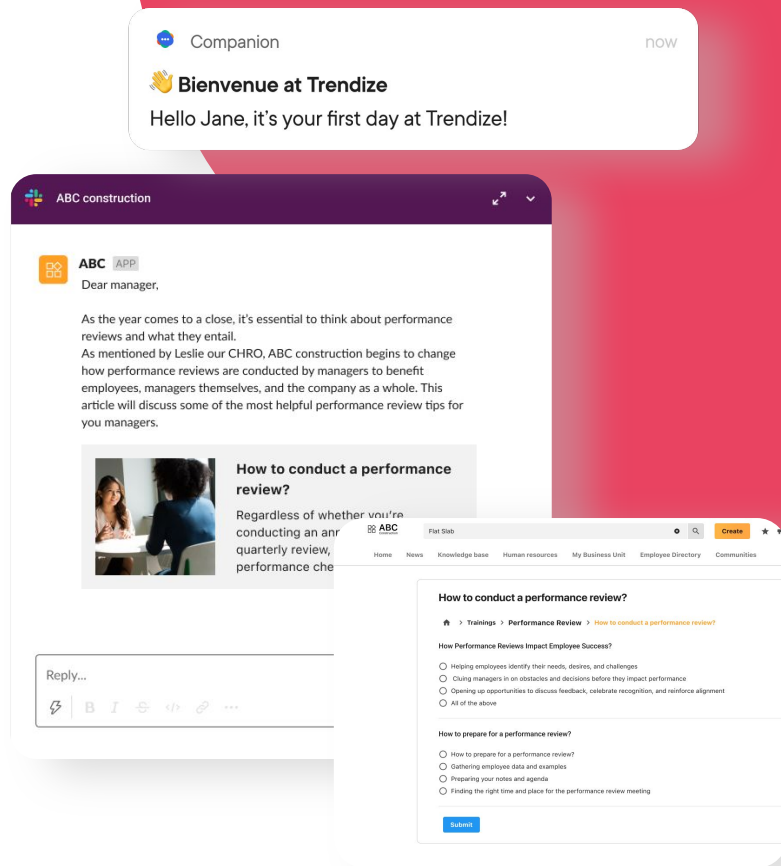 Companion
now
👋 Bienvenue at Trendize
Hello Jane, it's your first day at Trendize!
ABC construction
ABC APP
Dear manager,
As the year comes to a close, it's essential to think about performance
reviews and what they entail.
As mentioned by Leslie our CHRO, ABC construction begins to change
how performance reviews are conducted by managers to benefit
employees, managers themselves, and the company as a whole. This
article will discuss some of the most helpful performance review tips for
you managers.
How to conduct a performance
review?
Regardless of whether you're
conducting an
quarterly review,
performance
Reply...
ABC
Flat Slab
Create
Home News Knowledge base Human resources My Business Unit Employee Directory Communities
How to conduct a performance review?
> Trainings > Performance Review > How to conduct a performance review?
How Performance Reviews Impact Employee Success?
Helping employees identify their needs, desires, and challenges
Cluing managers in on obstacles and decisions before they impact performance
Opening up opportunities to discuss feedback, celebrate recognition, and reinforce alignment
All of the above
How to prepare for a performance review?
How to prepare for a performance review?
Gathering employee data and examples
Preparing your notes and agenda
Finding the right time and place for the performance review meeting
Submit